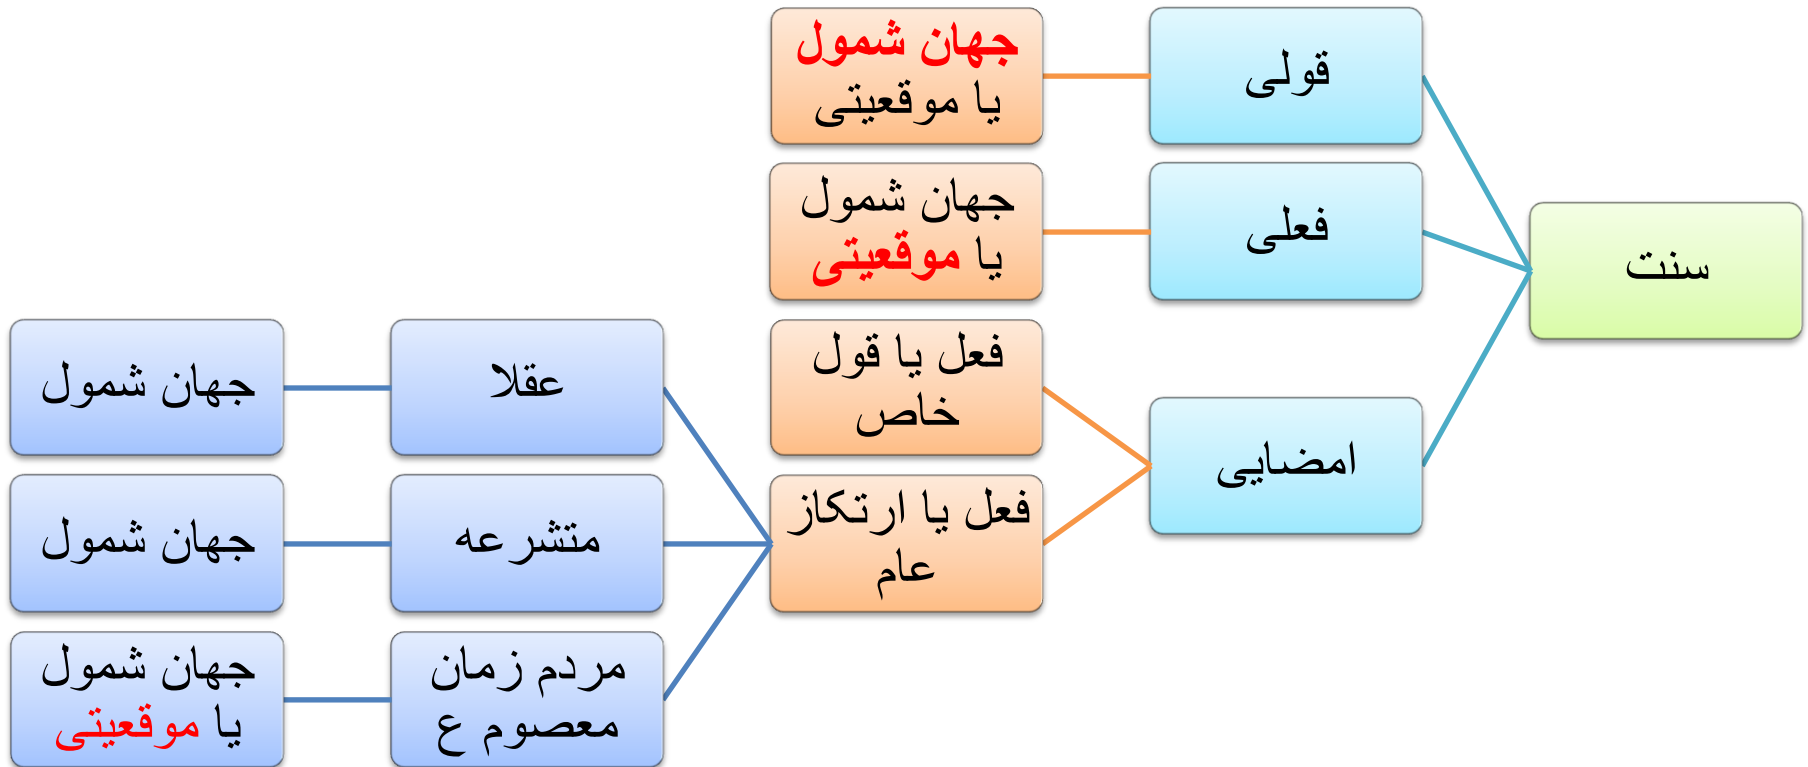 سنت
قولی
جهان شمول
یا موقعیتی
فعلی
جهان شمول
یا موقعیتی
امضایی
فعل یا قول
خاص
فعل یا ارتکاز
عام
عقلا
جهان شمول
متشرعه
جهان شمول
مردم زمان
معصوم ع
جهان شمول
یا موقعیتی